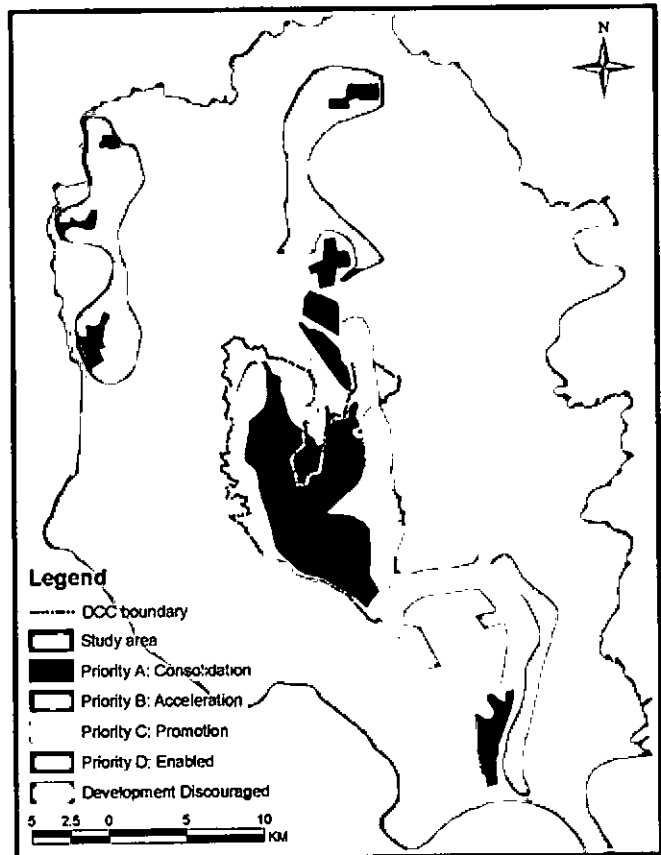 N
Legend
DCC boundary
Study area
Priority A: Consolidation
Priority B: Acceleration
Priority C: Promotion
Priority D: Enabled
Development Discouraged
5 2.5 0 5 10
KM